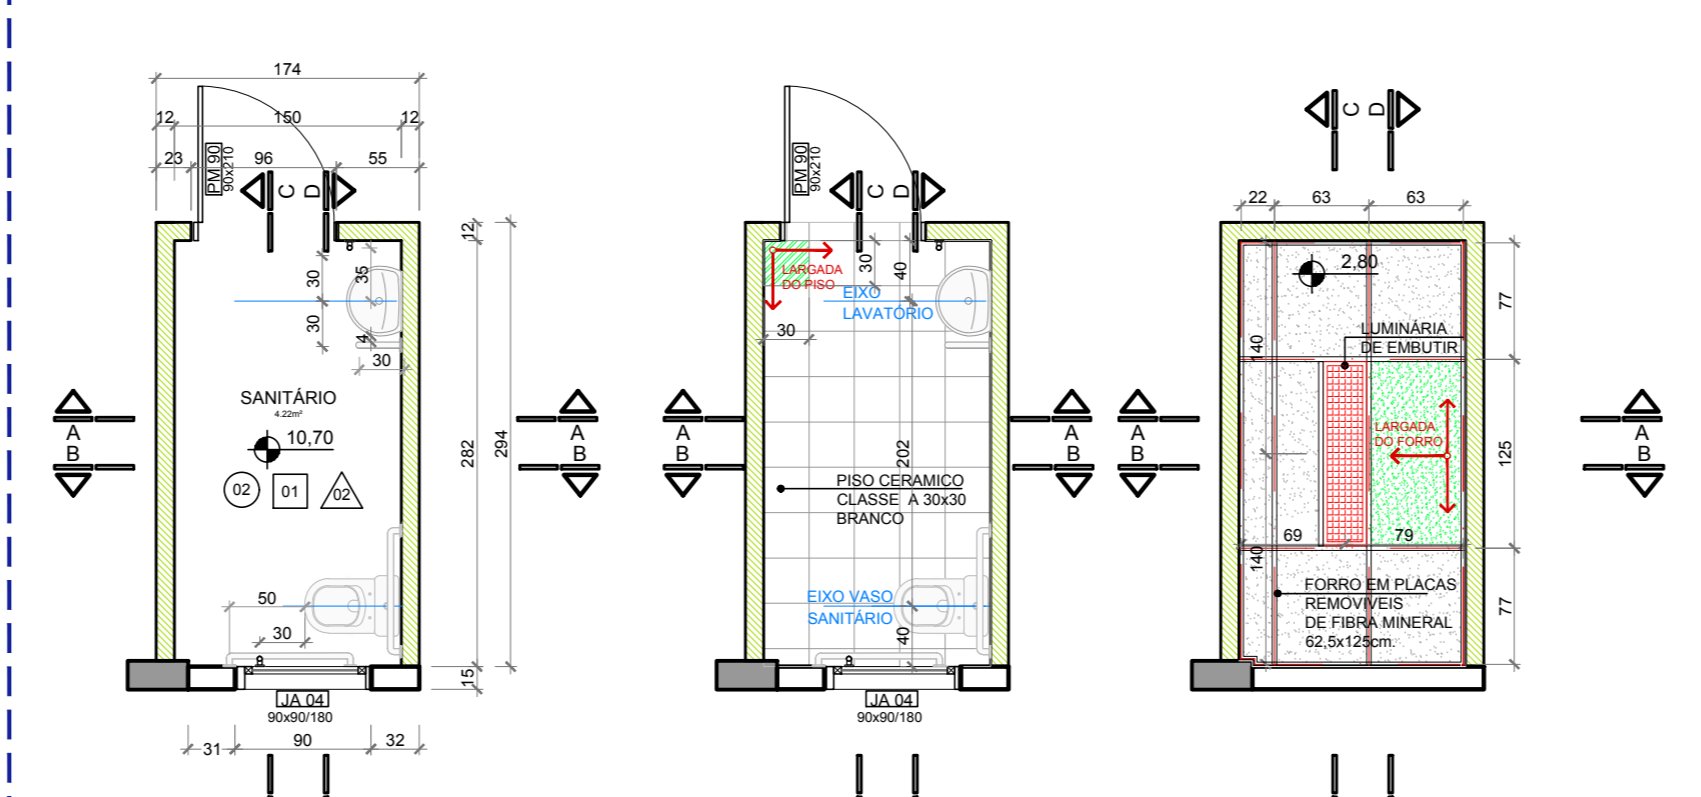 174
12
150
12
23
96
55
PM 90
90x210
C
D
12
30
35
30
4
30
SANITÁRIO
4.22m²
10,70
02
01
02
A
B
A
B
282
294
50
30
15
JA 04
90x90/180
31
90
32
PM 90
90x210
C
D
LARGADA
DO PISO
30
40
EIXO
LAVATÓRIO
30
A
B
A
B
202
PISO CERAMICO
CLASSE A 30x30
BRANCO
EIXO VASO
SANITÁRIO
40
JA 04
90x90/180
C
D
22
63
63
2,80
77
LUMINÁRIA
DE EMBUTIR
140
A
B
A
B
LARGADA
DO FORRO
125
69
79
140
FORRO EM PLACAS
REMOVIVEIS
DE FIBRA MINERAL
62,5x125cm.
77